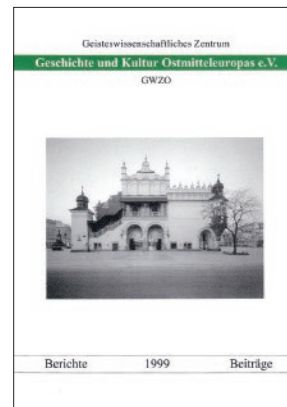 Geisteswissenschaftliches Zentrum
Geschichte und Kultur Ostmitteleuropas e.V.
GWZO
Berichte 1999 Beiträge